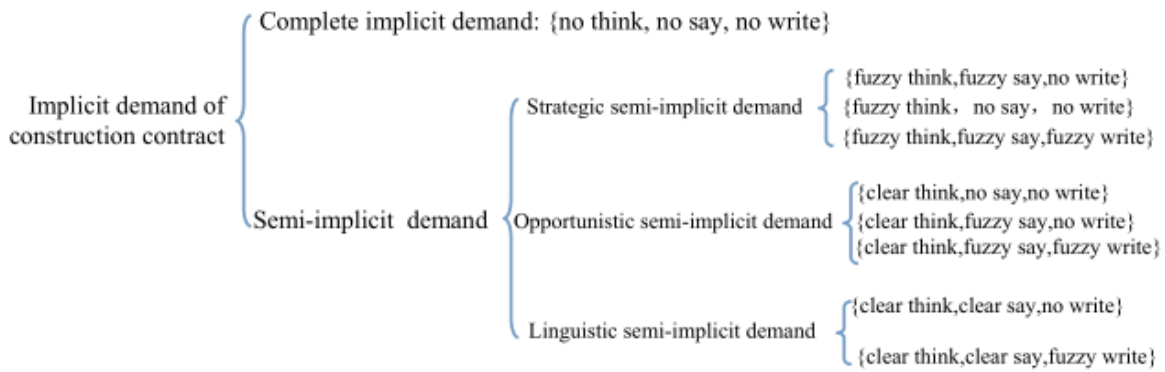 Complete implicit demand: {no think, no say, no write}
Implicit demand of
construction contract
Semi-implicit demand
Strategic semi-implicit demand
{fuzzy think,fuzzy say,no write}
{fuzzy think，no say，no write}
{fuzzy think,fuzzy say,fuzzy write}
Opportunistic semi-implicit demand
{clear think,no say,no write}
{clear think,fuzzy say,no write}
{clear think,fuzzy say,fuzzy write}
Linguistic semi-implicit demand
{clear think,clear say,no write}
{clear think,clear say,fuzzy write}